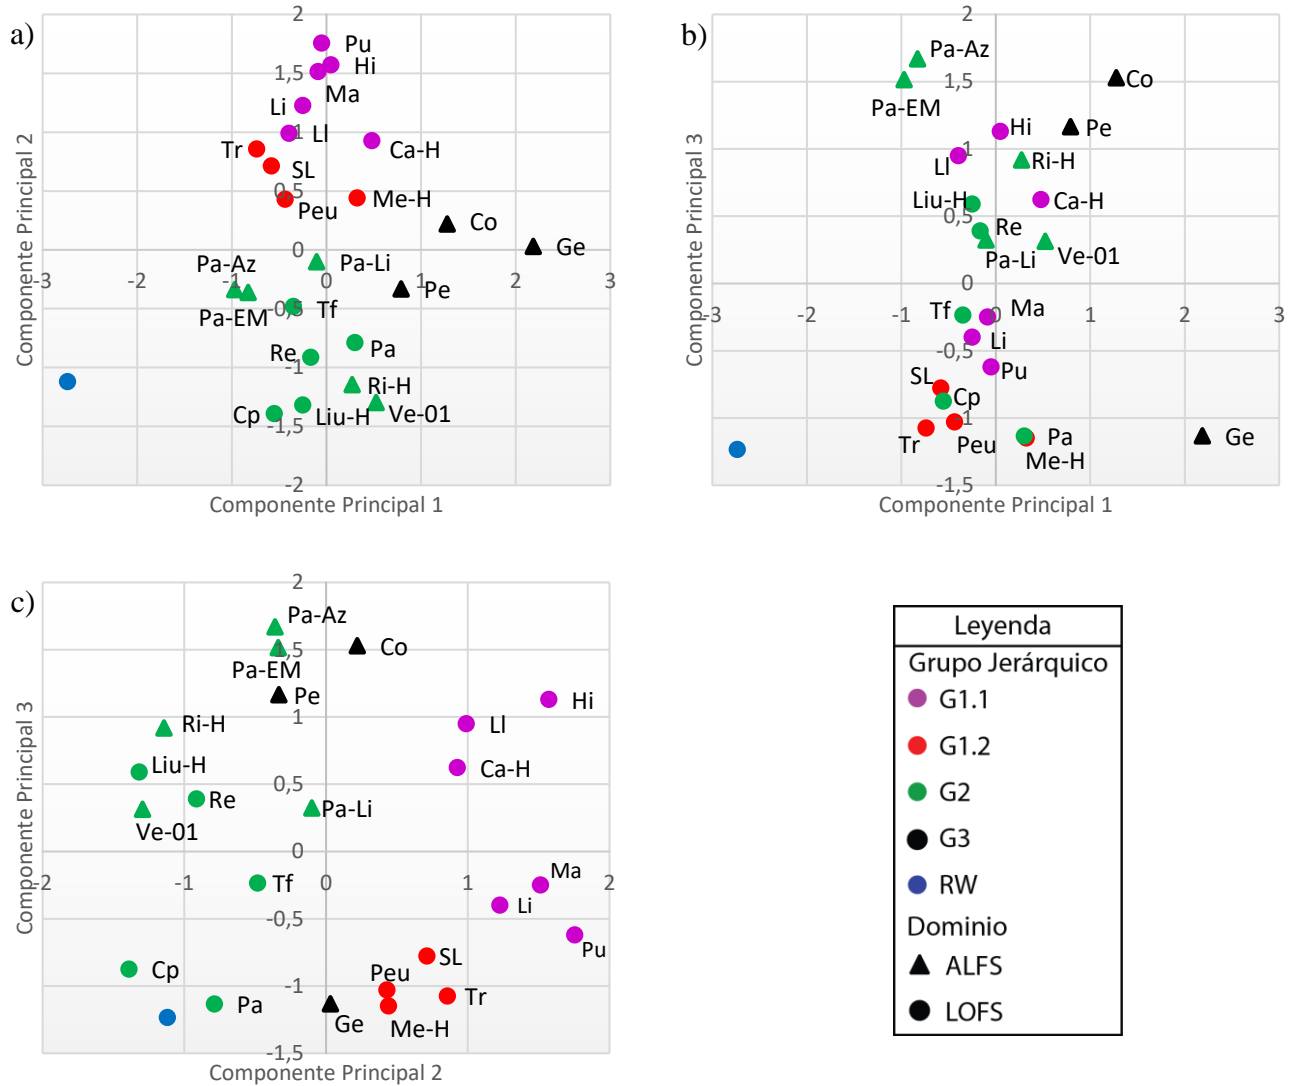 a)
2
1,5
1
0,5
0
-0,5
-1
-1,5
-2
-3
-2
-1
0
1
2
3
Pu
Hi
Ma
Li
Ll
Ca-H
Tr
SL
Peu
Me-H
Co
Ge
Pa-Az
Pa-Li
Pe
Pa-EM
Tf
Re
Pa
Ri-H
Cp
Liu-H
Ve-01
Componente Principal 2
Componente Principal 1
b)
2
1,5
1
0,5
0
-0,5
-1
-1,5
-3
-2
-1
0
1
2
3
Pa-Az
Co
Pa-EM
Hi
Pe
Ll
Ri-H
Liu-H
Ca-H
Re
Pa-Li
Ve-01
Tf
Ma
Li
Pu
SL
Cp
Tr
Peu
Pa
Me-H
Ge
Componente Principal 3
Componente Principal 1
c)
2
1,5
1
0,5
0
-0,5
-1
-1,5
-2
-1
0
1
2
Pa-Az
Co
Pa-EM
Pe
Hi
Ri-H
Ll
Liu-H
Ca-H
Re
Pa-Li
Ve-01
Tf
Ma
Li
Pu
SL
Cp
Peu
Tr
Pa
Ge
Me-H
Componente Principal 3
Componente Principal 2
Leyenda
Grupo Jerárquico
G1.1
G1.2
G2
G3
RW
Dominio
ALFS
LOFS